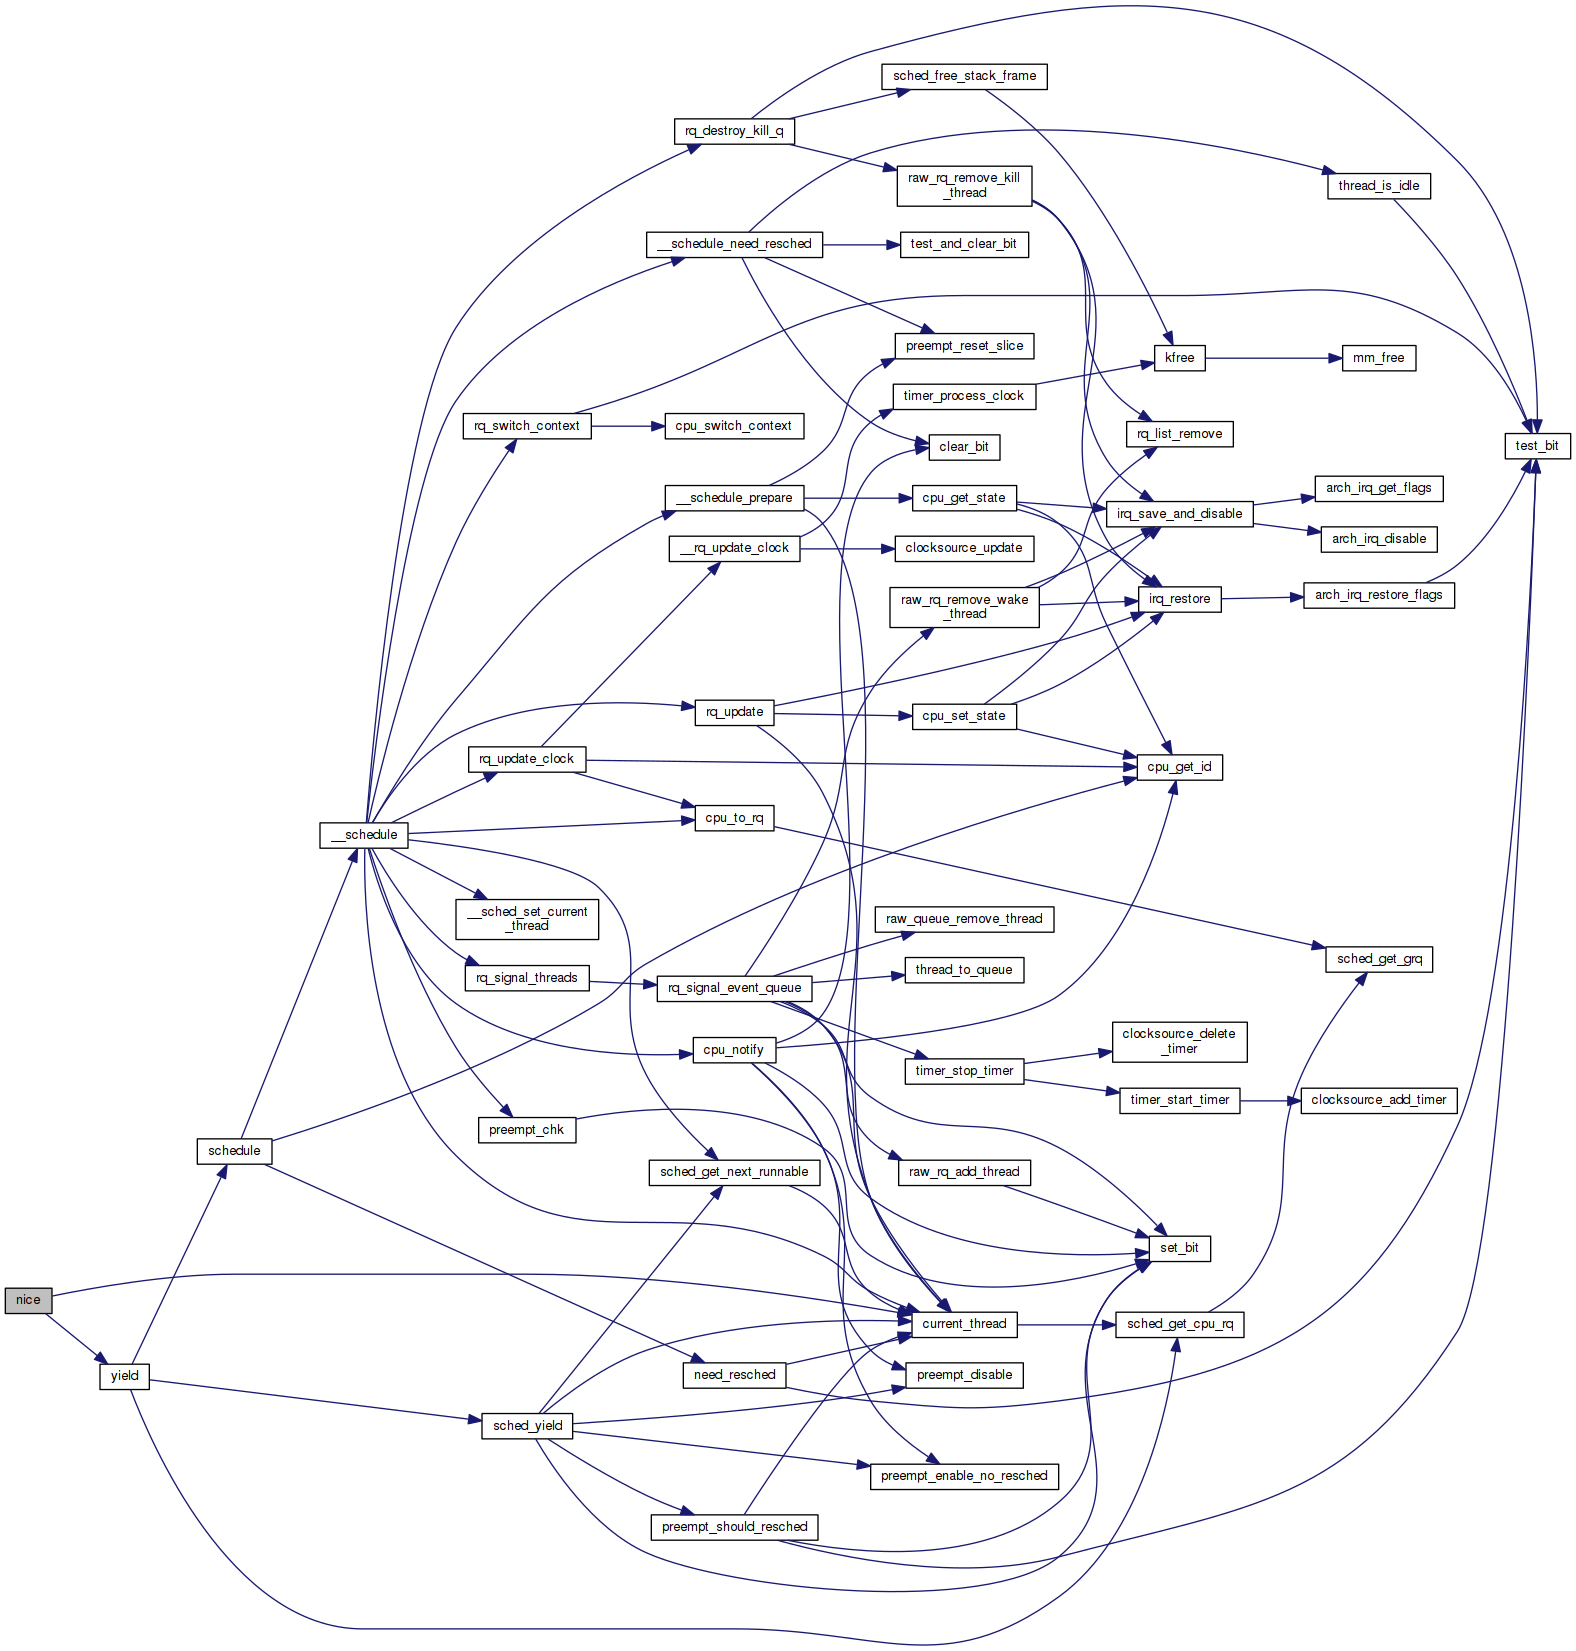 sched_free_stack_frame
rq_destroy_kill_q
raw_rq_remove_kill
_thread
thread_is_idle
__schedule_need_resched
test_and_clear_bit
preempt_reset_slice
kfree
mm_free
timer_process_clock
rq_switch_context
cpu_switch_context
rq_list_remove
clear_bit
test_bit
__schedule_prepare
cpu_get_state
arch_irq_get_flags
irq_save_and_disable
arch_irq_disable
__rq_update_clock
clocksource_update
raw_rq_remove_wake
_thread
irq_restore
arch_irq_restore_flags
rq_update
cpu_set_state
rq_update_clock
cpu_get_id
cpu_to_rq
__schedule
__sched_set_current
_thread
raw_queue_remove_thread
sched_get_grq
rq_signal_threads
rq_signal_event_queue
thread_to_queue
cpu_notify
clocksource_delete
_timer
timer_stop_timer
timer_start_timer
clocksource_add_timer
preempt_chk
schedule
sched_get_next_runnable
raw_rq_add_thread
set_bit
nice
current_thread
sched_get_cpu_rq
yield
need_resched
preempt_disable
sched_yield
preempt_enable_no_resched
preempt_should_resched